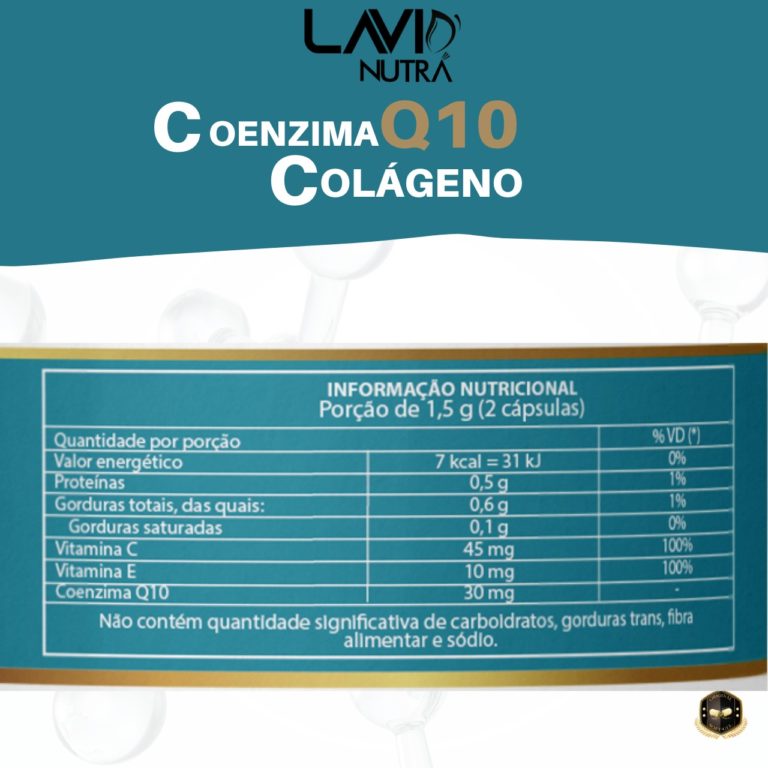 LAVID
NUTRÁ
COENZIMA Q10
COLÁGENO
INFORMAÇÃO NUTRICIONAL
Porção de 1,5 g (2 cápsulas)
Quantidade por porção % VD (*)
Valor energético 7 kcal = 31 kJ 0%
Proteínas 0,5 g 1%
Gorduras totais, das quais: 0,6 g 1%
Gorduras saturadas 0,1 g 0%
Vitamina C 45 mg 100%
Vitamina E 10 mg 100%
Coenzima Q10 30 mg -
Não contém quantidade significativa de carboidratos, gorduras trans, fibra
alimentar e sódio.